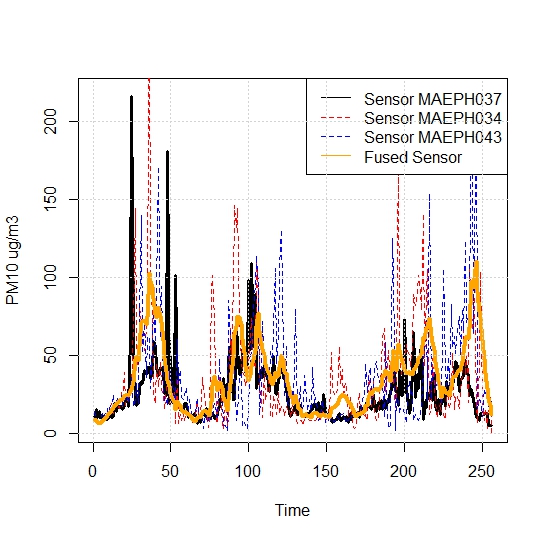 Sensor MAEPH037
Sensor MAEPH034
Sensor MAEPH043
Fused Sensor
PM10 ug/m3
200
150
100
50
0
0 50 100 150 200 250
Time